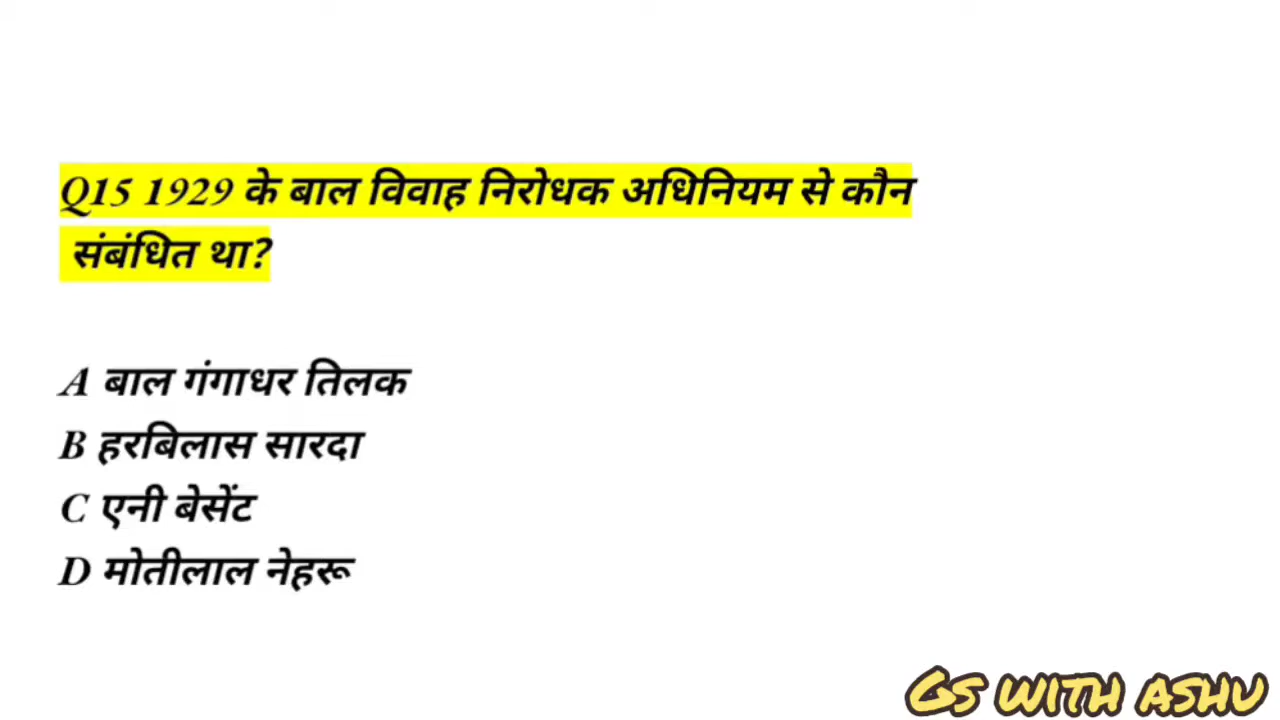 Q15 1929 के बाल विवाह निरोधक अधिनियम से कौन
संबंधित था?
A बाल गंगाधर तिलक
B हरबिलास सारदा
C एनी बेसेंट
D मोतीलाल नेहरू
GS WITH ASHU